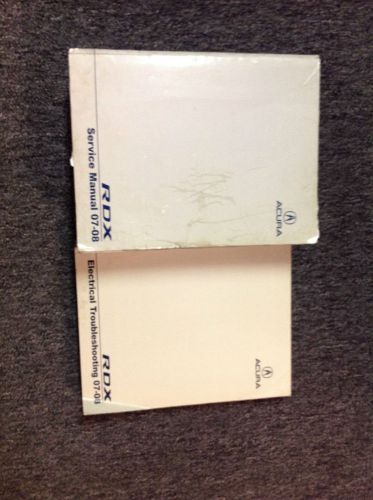 ACURA
RDX
Service Manual 07-08
ACURA
RDX
Electrical Troubleshooting 07-08